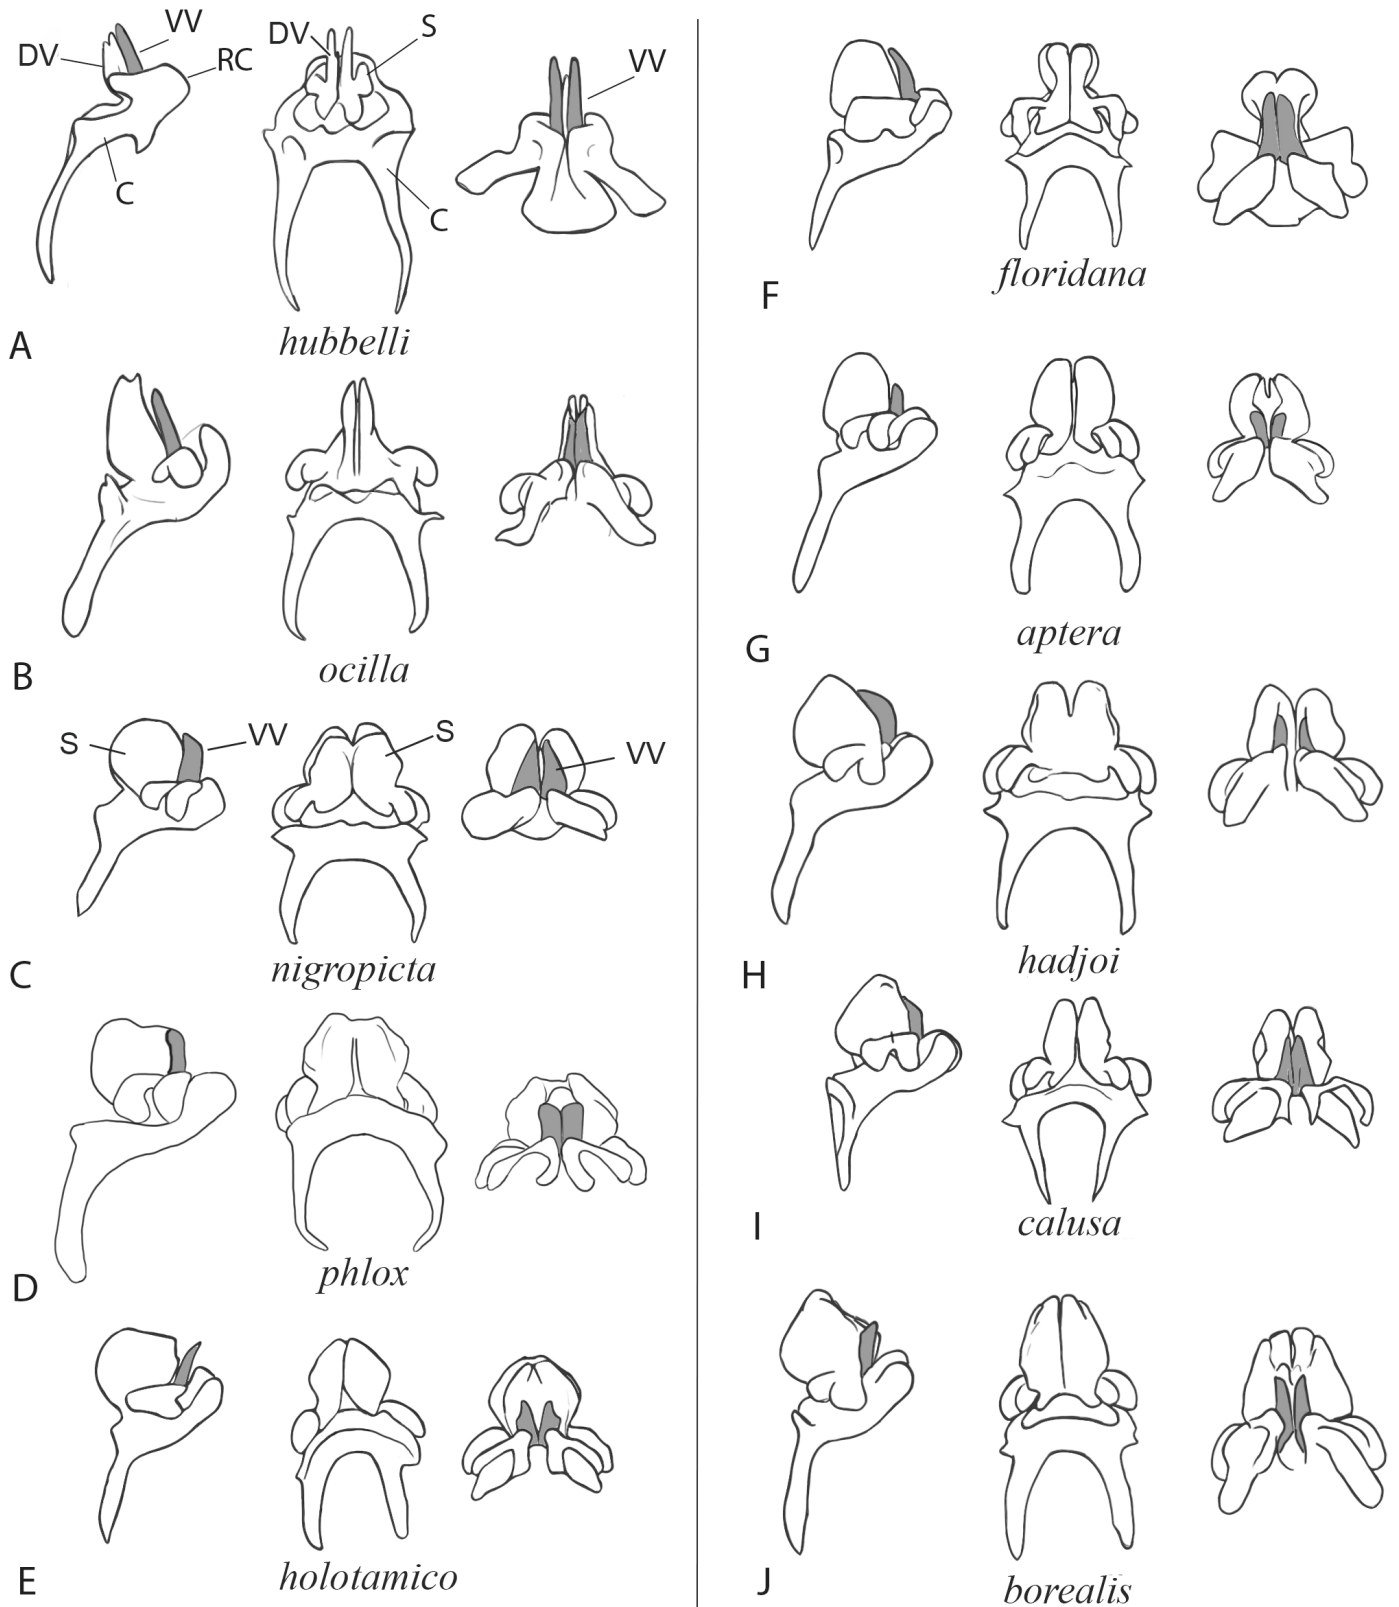 VV
DV
RC
C
DV
S
C
VV
A
hubbelli
B
ocilla
S
VV
S
VV
C
nigropicta
D
phlox
E
holotamico
F
floridana
G
aptera
H
hadjoi
I
calusa
J
borealis